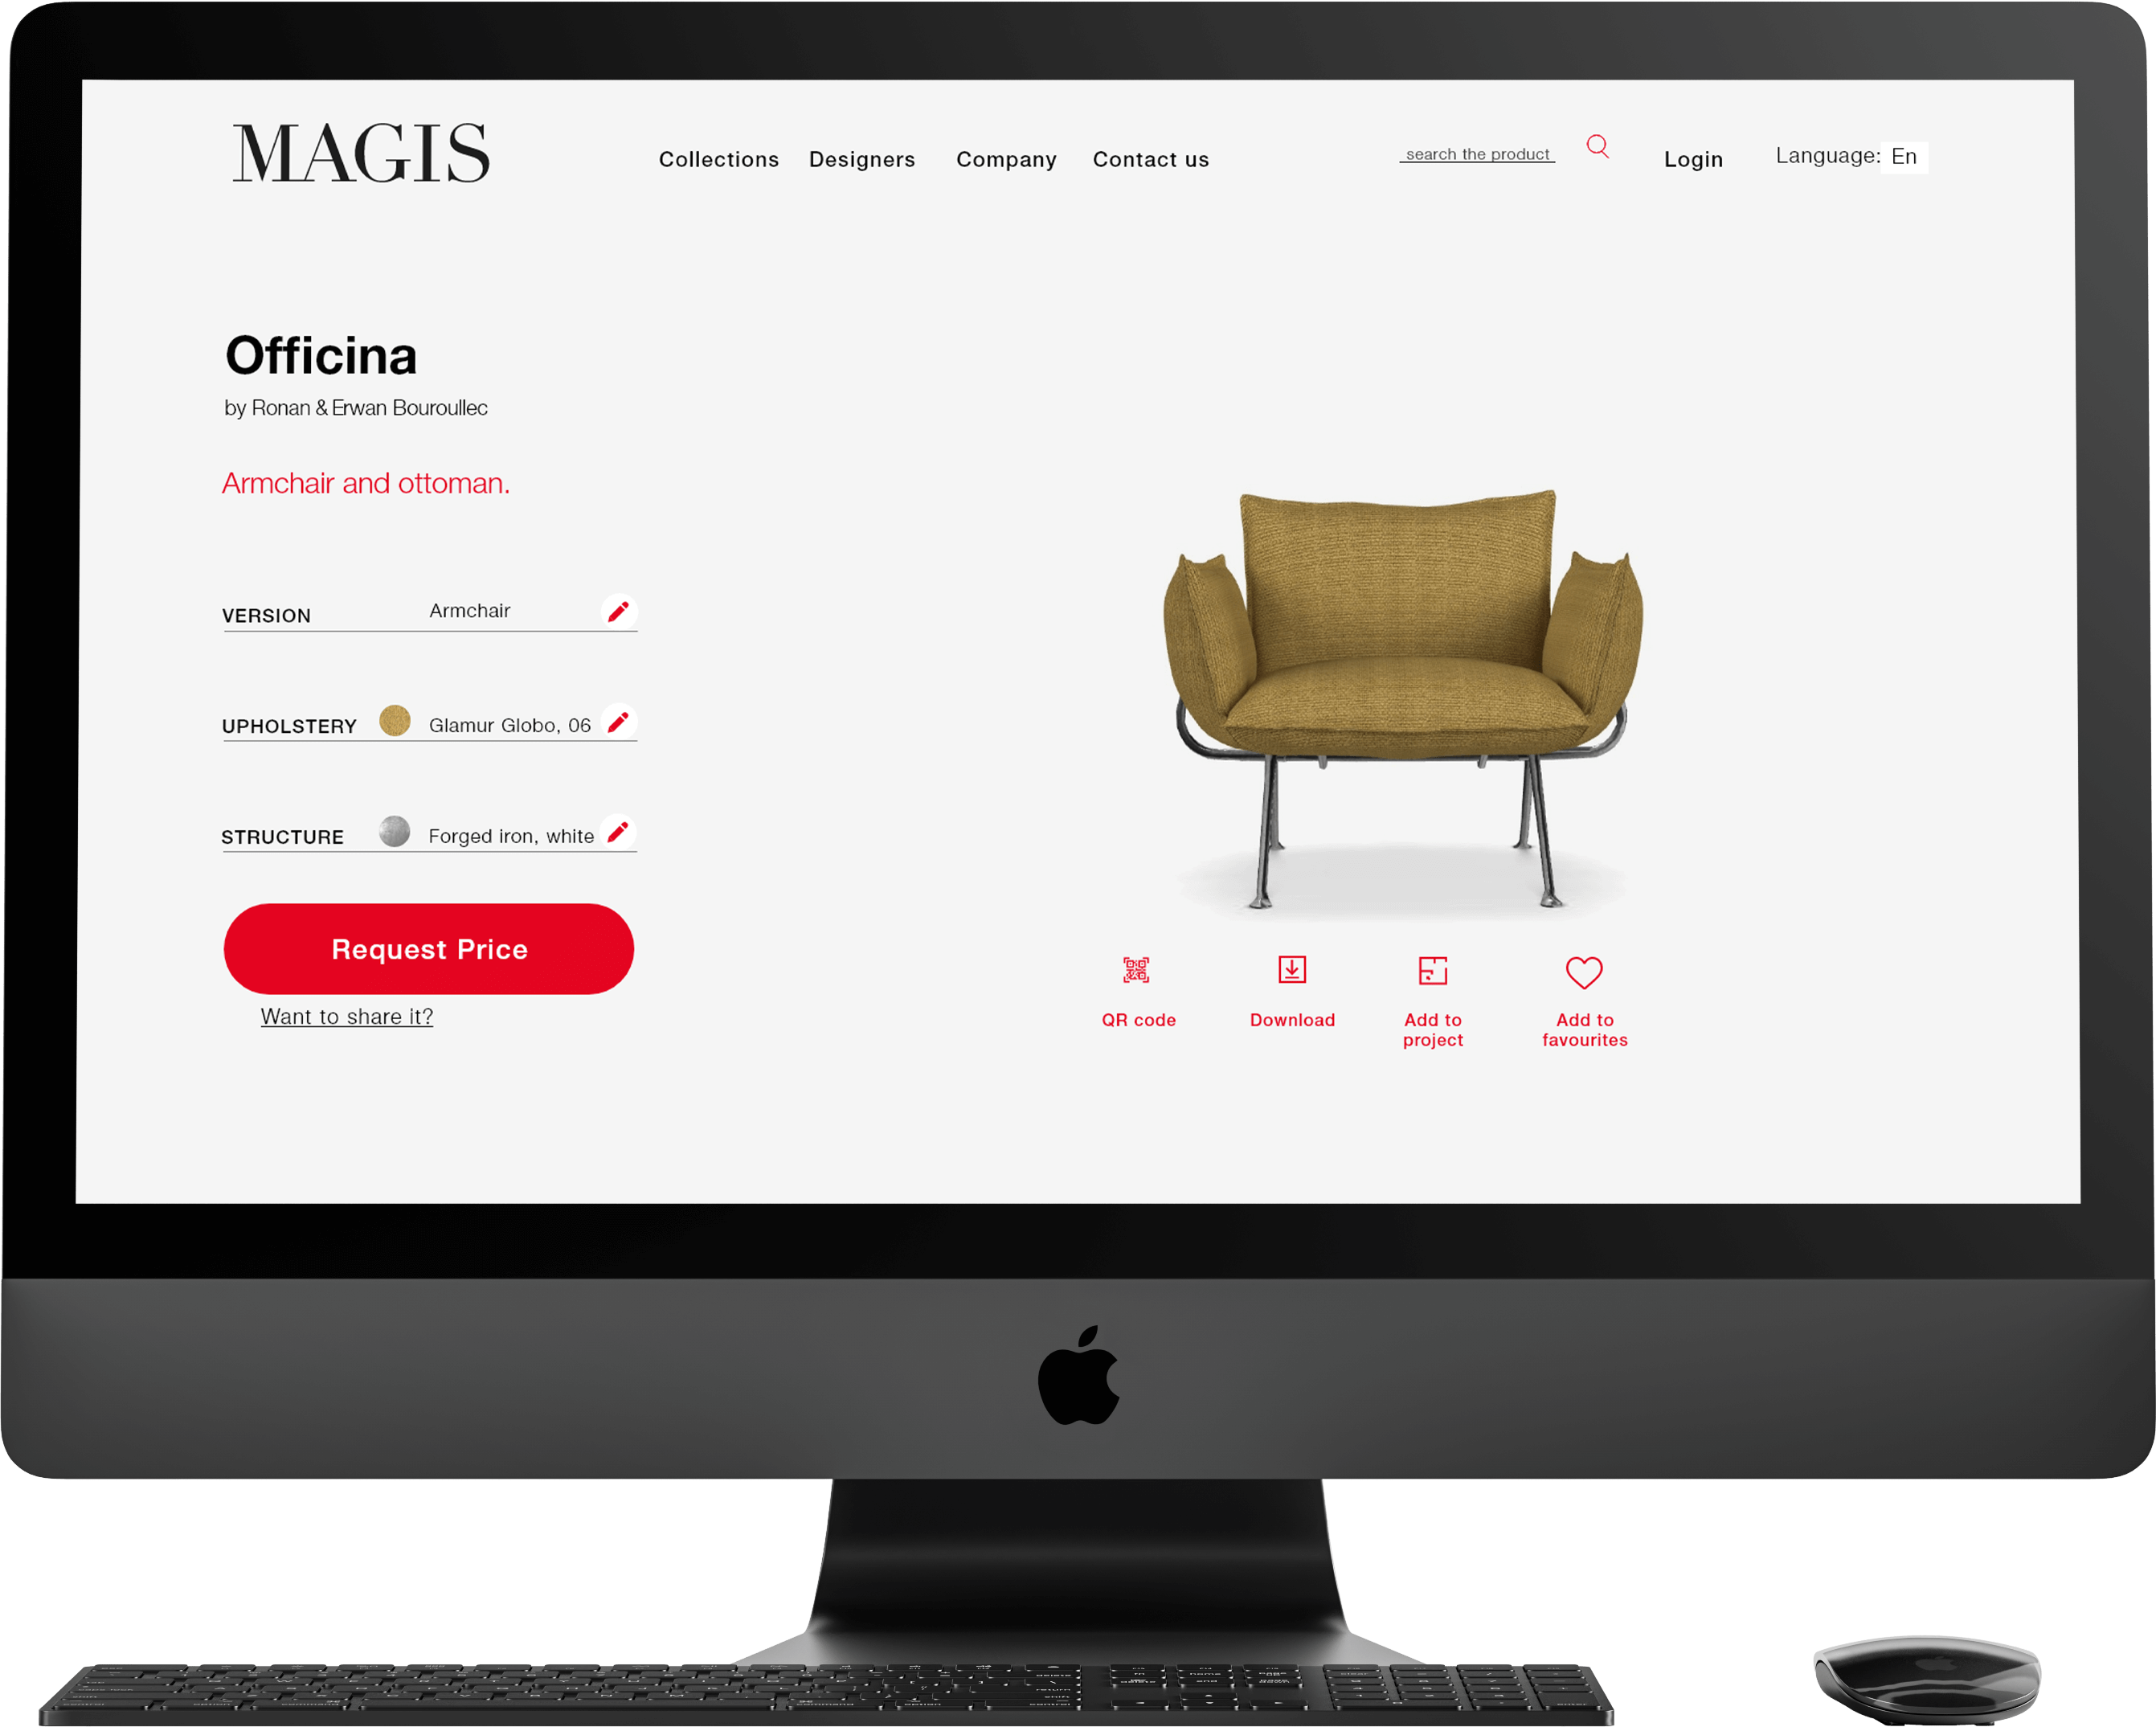 MAGIS
Collections Designers Company Contact us
search the product
Login
Language: En
Officina
by Ronan & Erwan Bouroullec
Armchair and ottoman.
VERSION Armchair
UPHOLSTERY Glamur Globo, 06
STRUCTURE Forged iron, white
Request Price
Want to share it?
QR code
Download
Add to
project
Add to
favourites